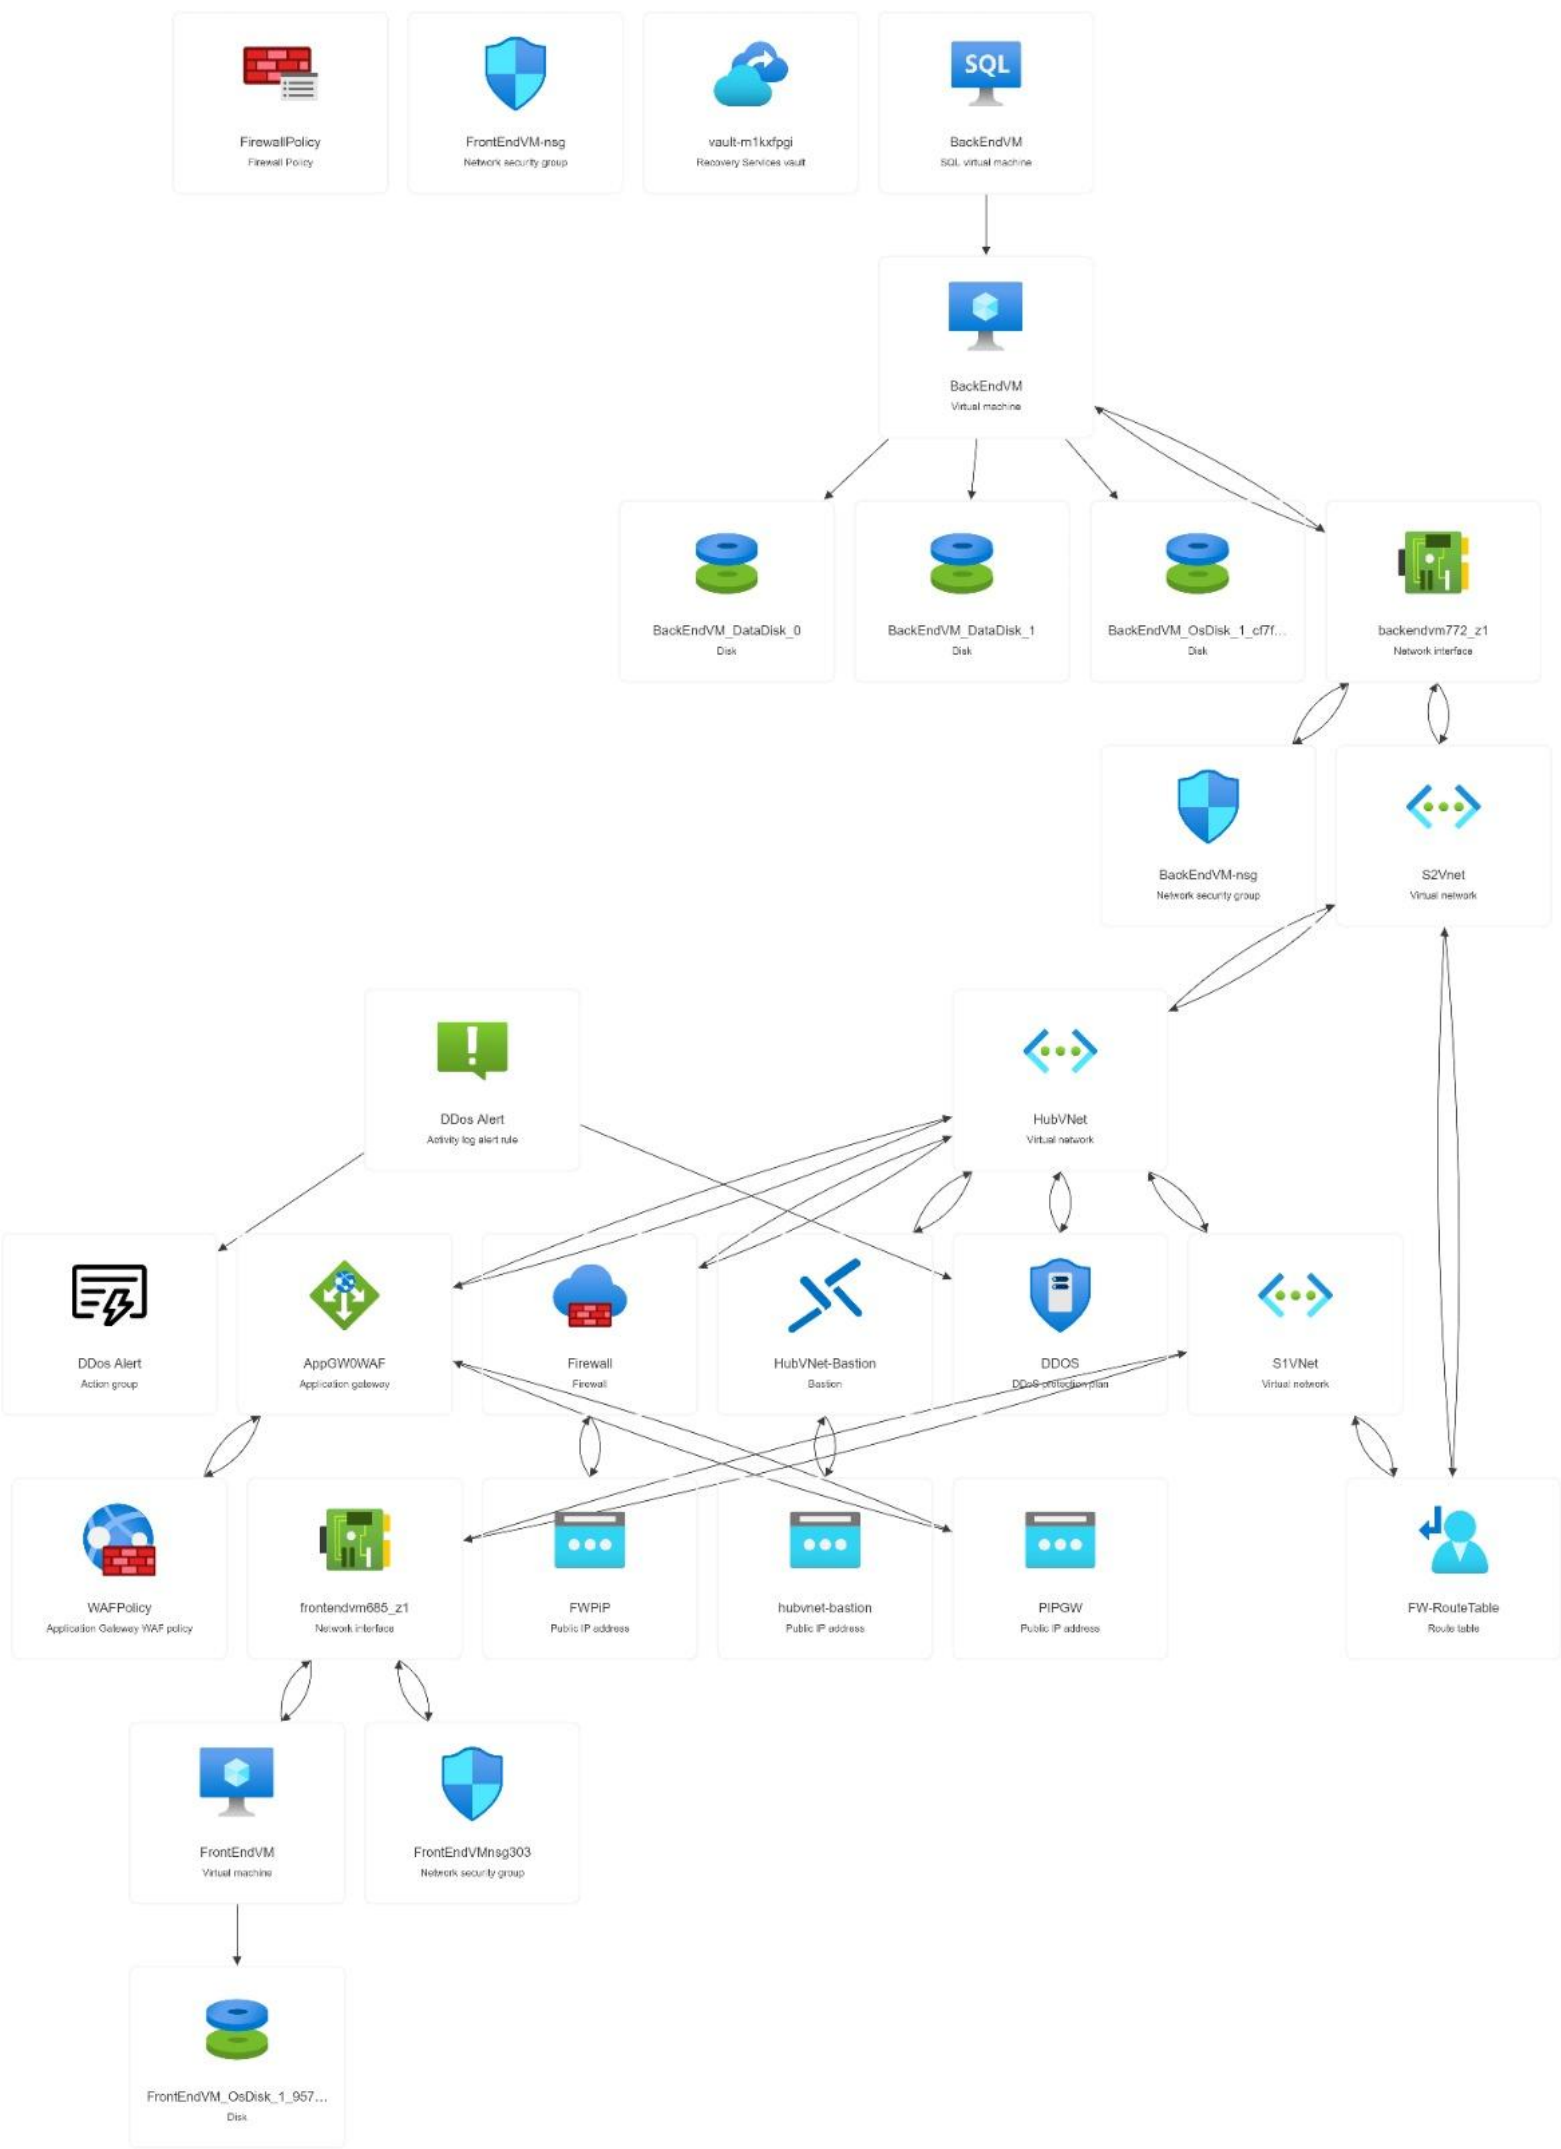 FirewallPolicy
Firewall Policy
FrontEndVM-nsg
Network security group
vault-m1kxfpgi
Recovery Services vault
SQL
BackEndVM
SQL virtual machine
BackEndVM
Virtual machine
BackEndVM_DataDisk_0
Disk
BackEndVM_DataDisk_1
Disk
BackEndVM_OsDisk_1_cf7f...
Disk
backendvm772_z1
Network interface
BackEndVM-nsg
Network security group
S2Vnet
Virtual network
DDos Alert
Activity log alert rule
HubVNet
Virtual network
DDos Alert
Action group
AppGW0WAF
Application gateway
Firewall
Firewall
HubVNet-Bastion
Bastion
DDOS
DDoS protection plan
S1VNet
Virtual network
WAFPolicy
Application Gateway WAF policy
frontendvm685_z1
Network interface
FWPiP
Public IP address
hubvnet-bastion
Public IP address
PIPGW
Public IP address
FW-RouteTable
Route table
FrontEndVM
Virtual machine
FrontEndVMnsg303
Network security group
FrontEndVM_OsDisk_1_957...
Disk